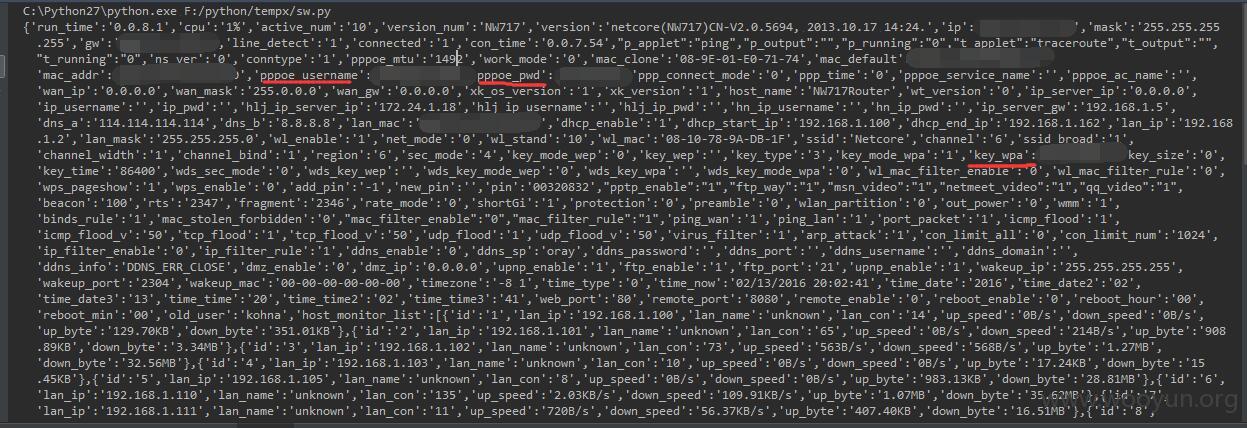 C:\Python27\python.exe F:/python/tempx/sw.py
{'run_time':'0.0.8.1','cpu':'1%','active_num':'10','version_num':'NW717','version':'netcore(NW717)CN-V2.0.5694, 2013.10.17 14:24.','ip': ','mask':'255.255.255
.255','gw': ,'line_detect':'1','connected':'1','con_time':'0.0.7.54',"p_applet":"ping","p_output":"","p_running":"0","t_applet":"traceroute","t_output":"",
"t_running":"0",'ns_ver':'0','conntype':'1','pppoe_mtu':'1492','work_mode':'0','mac_clone':'08-9E-01-E0-71-74','mac_default'
'mac_addr': ','pppoe_username': pppoe_pwd': 'ppp_connect_mode':'0','ppp_time':'0','pppoe_service_name':'','pppoe_ac_name':'',
'wan_ip':'0.0.0.0','wan_mask':'255.0.0.0','wan_gw':'0.0.0.0','xk_os_version':'1','xk_version':'1','host_name':'NW717Router','wt_version':'0','ip_server_ip':'0.0.0.0',
'ip_username':'','ip_pwd':'','hlj_ip_server_ip':'172.24.1.18','hlj_ip_username':'','hlj_ip_pwd':'','hn_ip_username':'','hn_ip_pwd':'','ip_server_gw':'192.168.1.5',
'dns_a':'114.114.114.114','dns_b':'8.8.8.8','lan_mac': 'dhcp_enable':'1','dhcp_start_ip':'192.168.1.100','dhcp_end_ip':'192.168.1.162','lan_ip':'192.168
.1.2','lan_mask':'255.255.255.0','wl_enable':'1','net_mode':'0','wl_stand':'10','wl_mac':'08-10-78-9A-DB-1F','ssid':'Netcore','channel':'6','ssid_broad':'1',
'channel_width':'1','channel_bind':'1','region':'6','sec_mode':'4','key_mode_wep':'0','key_wep':'','key_type':'3','key_mode_wpa':'1','key_wpa': key_size':'0',
'key_time':'86400','wds_sec_mode':'0','wds_key_wep':'','wds_key_mode_wep':'0','wds_key_wpa':'','wds_key_mode_wpa':'0','wl_mac_filter_enable':'0','wl_mac_filter_rule':'0',
'wps_pageshow':'1','wps_enable':'0','add_pin':'-1','new_pin':'','pin':'00320832',"pptp_enable":"1","ftp_way":"1","msn_video":"1","netmeet_video":"1","qq_video":"1",
'beacon':'100','rts':'2347','fragment':'2346','rate_mode':'0','shortGi':'1','protection':'0','preamble':'0','wlan_partition':'0','out_power':'0','wmm':'1',
'binds_rule':'1','mac_stolen_forbidden':'0',"mac_filter_enable":"0","mac_filter_rule":"1",'ping_wan':'1','ping_lan':'1','port_packet':'1','icmp_flood':'1',
'icmp_flood_v':'50','tcp_flood':'1','tcp_flood_v':'50','udp_flood':'1','udp_flood_v':'50','virus_filter':'1','arp_attack':'1','con_limit_all':'0','con_limit_num':'1024',
'ip_filter_enable':'0','ip_filter_rule':'1','ddns_enable':'0','ddns_sp':'oray','ddns_password':'','ddns_port':'','ddns_username':'','ddns_domain':'',
'ddns_info':'DDNS_ERR_CLOSE','dmz_enable':'0','dmz_ip':'0.0.0.0','upnp_enable':'1','ftp_enable':'1','ftp_port':'21','upnp_enable':'1','wakeup_ip':'255.255.255.255',
'wakeup_port':'2304','wakeup_mac':'00-00-00-00-00-00','timezone':'-8 1','time_type':'0','time_now':'02/13/2016 20:02:41','time_date':'2016','time_date2':'02',
'time_date3':'13','time_time':'20','time_time2':'02','time_time3':'41','web_port':'80','remote_port':'8080','remote_enable':'0','reboot_enable':'0','reboot_hour':'00',
'reboot_min':'00','old_user':'kohna','host_monitor_list':[{'id':'1','lan_ip':'192.168.1.100','lan_name':'unknown','lan_con':'14','up_speed':'0B/s','down_speed':'0B/s',
'up_byte':'129.70KB','down_byte':'351.01KB'},{'id':'2','lan_ip':'192.168.1.101','lan_name':'unknown','lan_con':'65','up_speed':'0B/s','down_speed':'214B/s','up_byte':'908
.89KB','down_byte':'3.34MB'},{'id':'3','lan_ip':'192.168.1.102','lan_name':'unknown','lan_con':'73','up_speed':'563B/s','down_speed':'568B/s','up_byte':'1.27MB',
'down_byte':'32.56MB'},{'id':'4','lan_ip':'192.168.1.103','lan_name':'unknown','lan_con':'10','up_speed':'0B/s','down_speed':'0B/s','up_byte':'17.24KB','down_byte':'15
.45KB'},{'id':'5','lan_ip':'192.168.1.105','lan_name':'unknown','lan_con':'8','up_speed':'0B/s','down_speed':'0B/s','up_byte':'983.13KB','down_byte':'28.81MB'},{'id':'6',
'lan_ip':'192.168.1.110','lan_name':'unknown','lan_con':'135','up_speed':'2.03KB/s','down_speed':'109.91KB/s','up_byte':'1.07MB','down_byte':'35.62MB'},{'id':'7',
'lan_ip':'192.168.1.111','lan_name':'unknown','lan_con':'11','up_speed':'720B/s','down_speed':'56.37KB/s','up_byte':'407.40KB','down_byte':'16.51MB'},{'id':'8',
www.wooyun.org